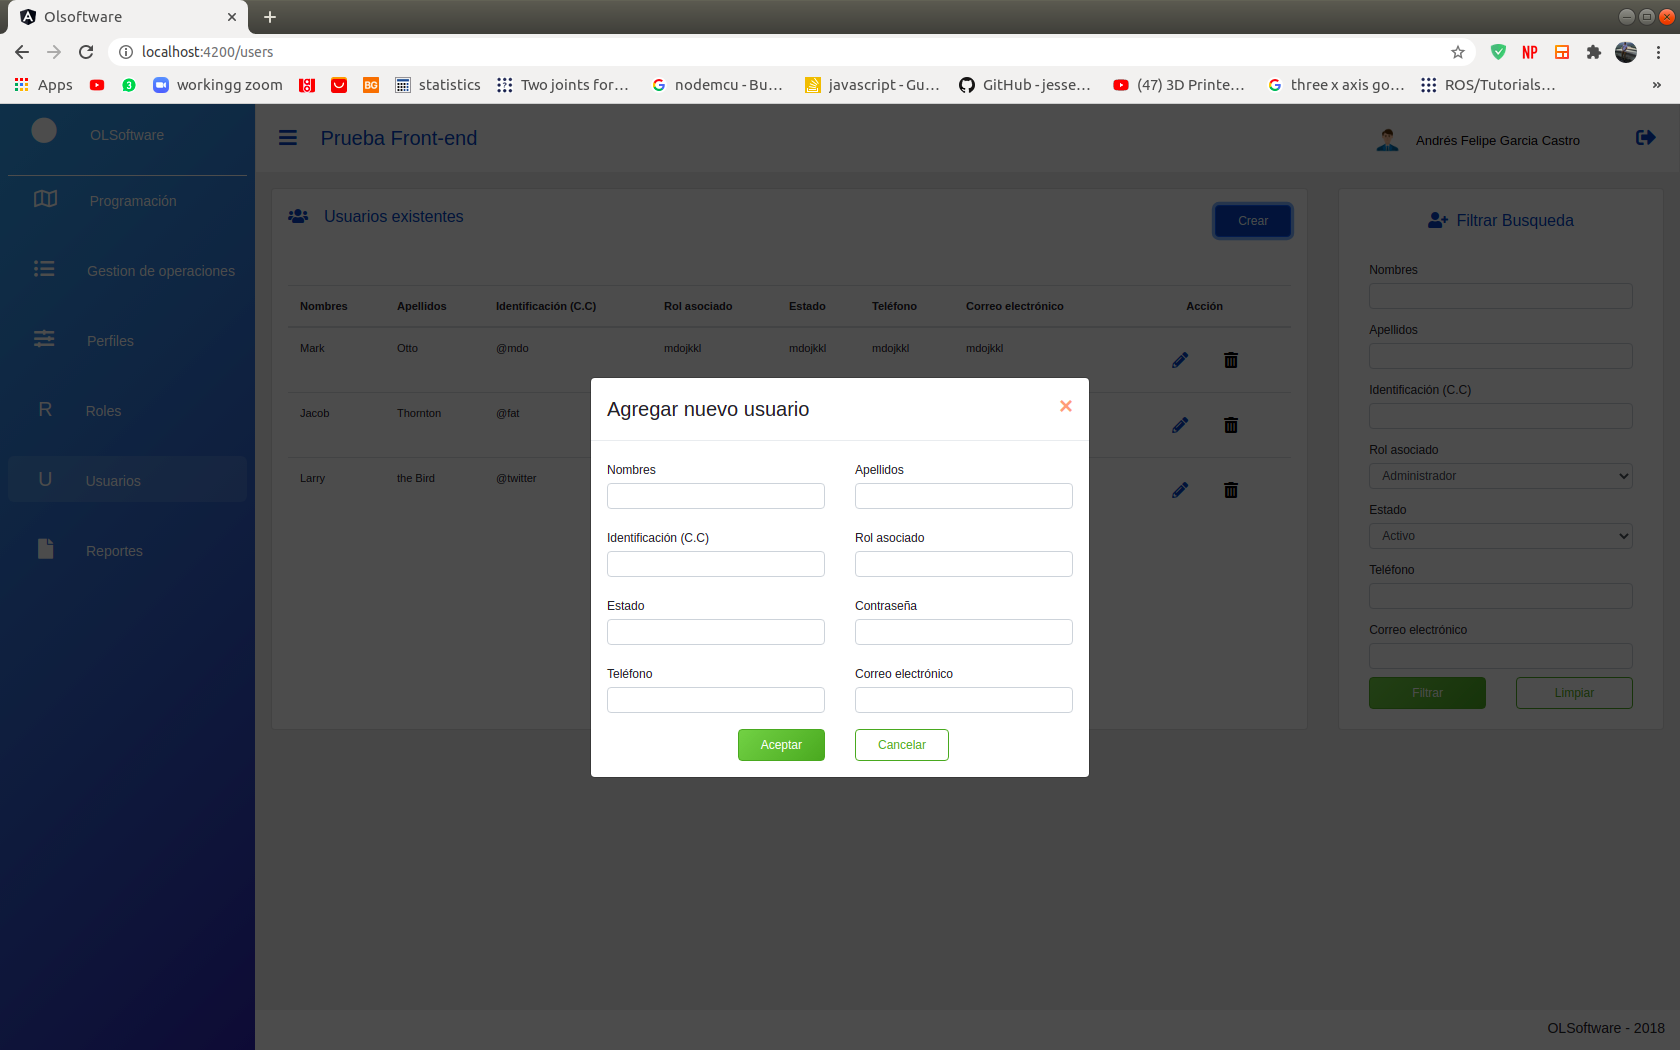 Olsoftware
localhost:4200/users
NP
Apps
3
workingg zoom
BG
statistics
Two joints for...
nodemcu - Bu...
javascript - Gu...
GitHub - jesse...
(47) 3D Printe...
three x axis go...
ROS/Tutorials...
»
OLSoftware
Prueba Front-end
Andrés Felipe Garcia Castro
Programación
Gestion de operaciones
Perfiles
R Roles
U Usuarios
Reportes
Usuarios existentes
Crear
Nombres Apellidos Identificación (C.C) Rol asociado Estado Teléfono Correo electrónico Acción
Mark Otto @mdo mdojkkl mdojkkl mdojkkl mdojkkl
Jacob Thornton @fat
Larry the Bird @twitter
Agregar nuevo usuario
Nombres Apellidos
Identificación (C.C) Rol asociado
Estado Contraseña
Teléfono Correo electrónico
Aceptar Cancelar
Filtrar Busqueda
Nombres
Apellidos
Identificación (C.C)
Rol asociado
Administrador
Estado
Activo
Teléfono
Correo electrónico
Filtrar Limpiar
OLSoftware - 2018